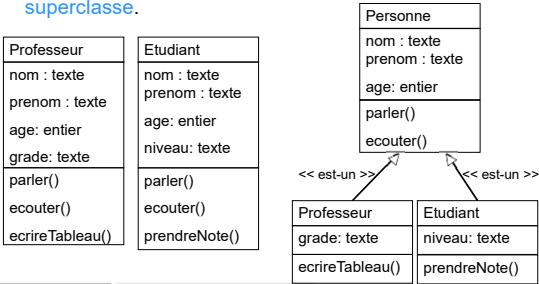 superclasse.
Professeur
nom : texte
prenom : texte
age: entier
grade: texte
parler()
ecouter()
ecrireTableau()
Etudiant
nom : texte
prenom : texte
age: entier
niveau: texte
parler()
ecouter()
prendreNote()
Personne
nom : texte
prenom : texte
age: entier
parler()
ecouter()
<< est-un >>
<< est-un >>
Professeur
grade: texte
ecrireTableau()
Etudiant
niveau: texte
prendreNote()